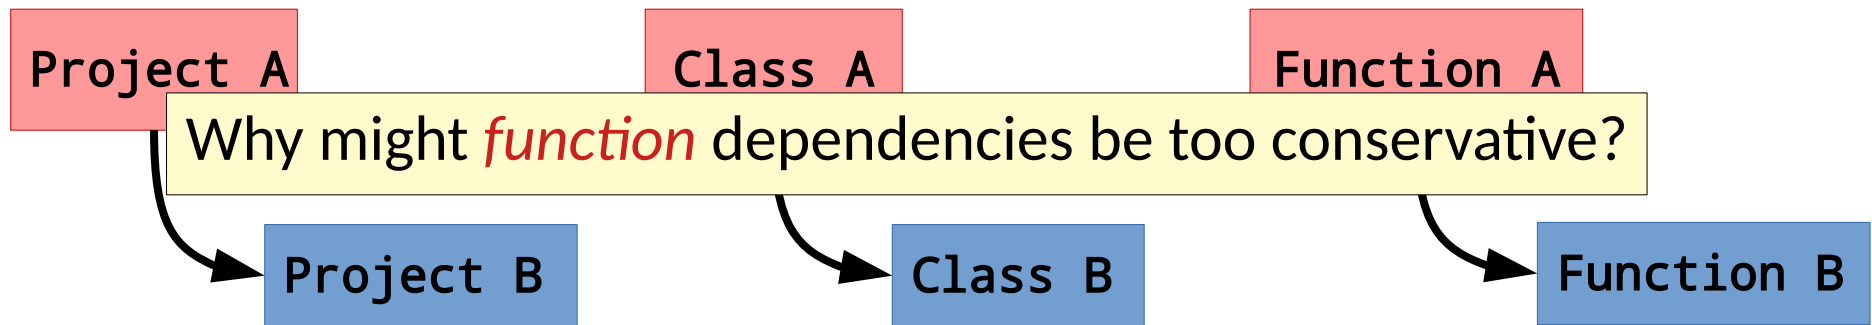 Project A
Class A
Function A
Why might function dependencies be too conservative?
Project B
Class B
Function B